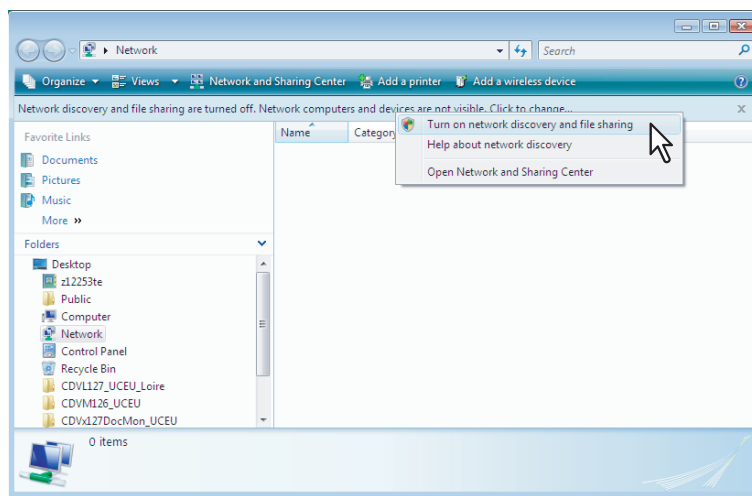 Network
Search
Organize Views Network and Sharing Center Add a printer Add a wireless device
Network discovery and file sharing are turned off. Network computers and devices are not visible. Click to change...
Favorite Links
Name Category
Turn on network discovery and file sharing
Help about network discovery
Open Network and Sharing Center
Documents
Pictures
Music
More »
Folders
Desktop
z12253te
Public
Computer
Network
Control Panel
Recycle Bin
CDVL127_UCEU_Loire
CDVM126_UCEU
CDVx127DocMon_UCEU
0 items